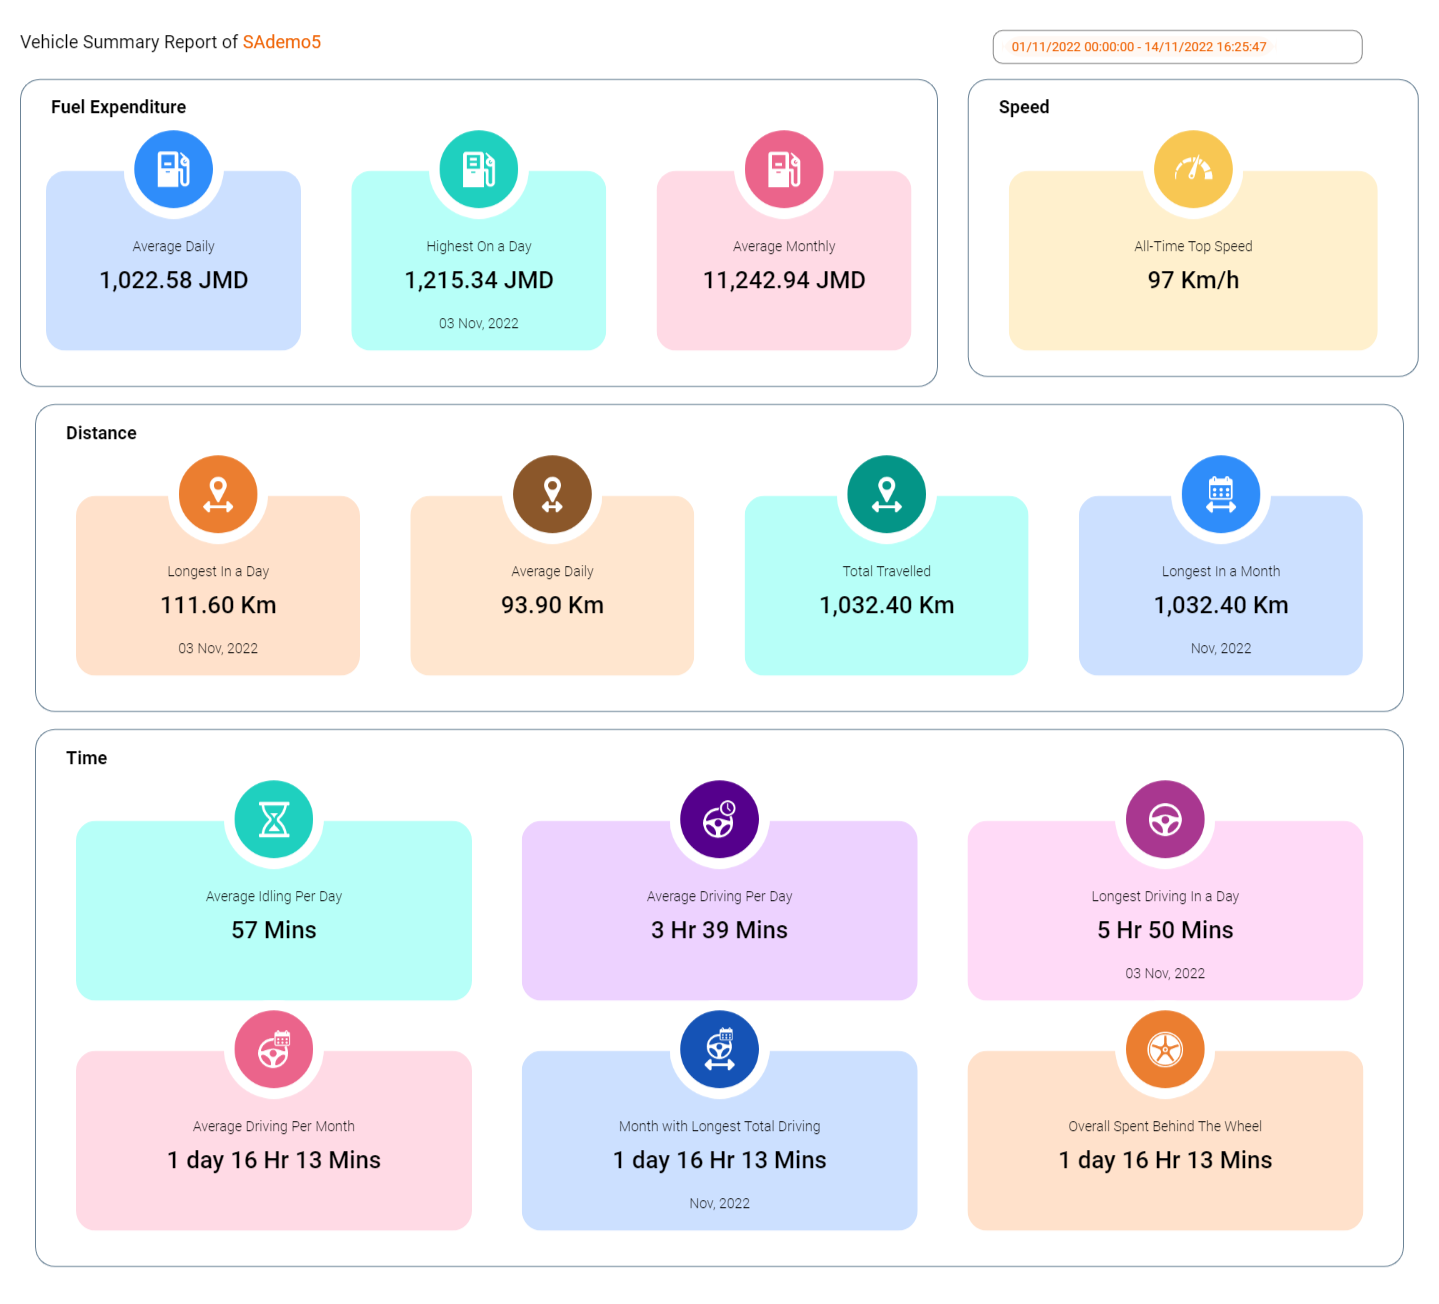 Vehicle Summary Report of SAdemo5
01/11/2022 00:00:00 - 14/11/2022 16:25:47
Fuel Expenditure
Average Daily
1,022.58 JMD
Highest On a Day
1,215.34 JMD
03 Nov, 2022
Average Monthly
11,242.94 JMD
Speed
All-Time Top Speed
97 Km/h
Distance
Longest In a Day
111.60 Km
03 Nov, 2022
Average Daily
93.90 Km
Total Travelled
1,032.40 Km
Longest In a Month
1,032.40 Km
Nov, 2022
Time
Average Idling Per Day
57 Mins
Average Driving Per Day
3 Hr 39 Mins
Longest Driving In a Day
5 Hr 50 Mins
03 Nov, 2022
Average Driving Per Month
1 day 16 Hr 13 Mins
Month with Longest Total Driving
1 day 16 Hr 13 Mins
Nov, 2022
Overall Spent Behind The Wheel
1 day 16 Hr 13 Mins